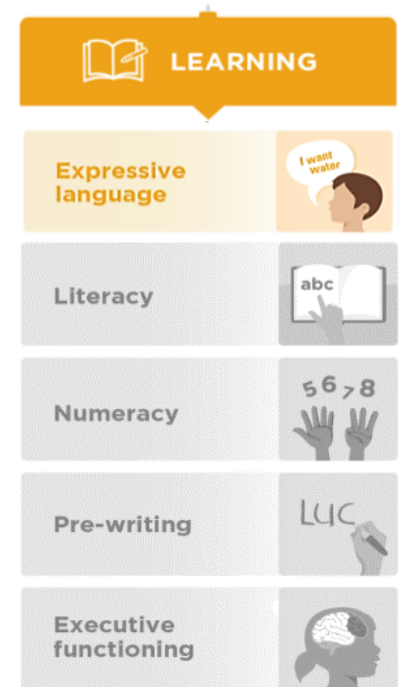 LEARNING
Expressive
language
I want
water
Literacy
abc
Numeracy
5 6 7 8
Pre-writing
LUC
Executive
functioning